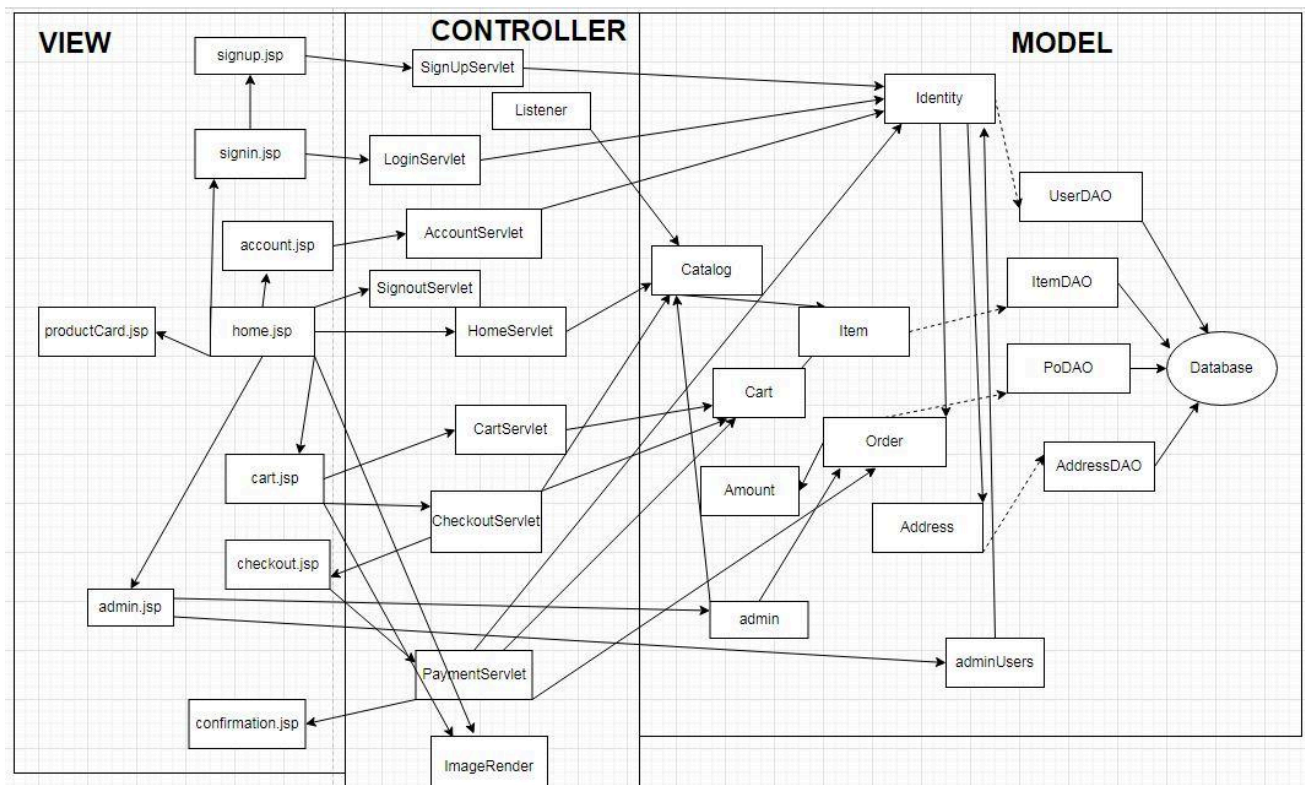 VIEW
CONTROLLER
MODEL
signup.jsp
SignUpServlet
Identity
Listener
signin.jsp
LoginServlet
UserDAO
account.jsp
AccountServlet
Catalog
SignoutServlet
ItemDAO
productCard.jsp
home.jsp
HomeServlet
Item
PoDAO
Database
Cart
CartServlet
Order
cart.jsp
AddressDAO
Amount
CheckoutServlet
Address
checkout.jsp
admin.jsp
admin
PaymentServlet
adminUsers
confirmation.jsp
ImageRender